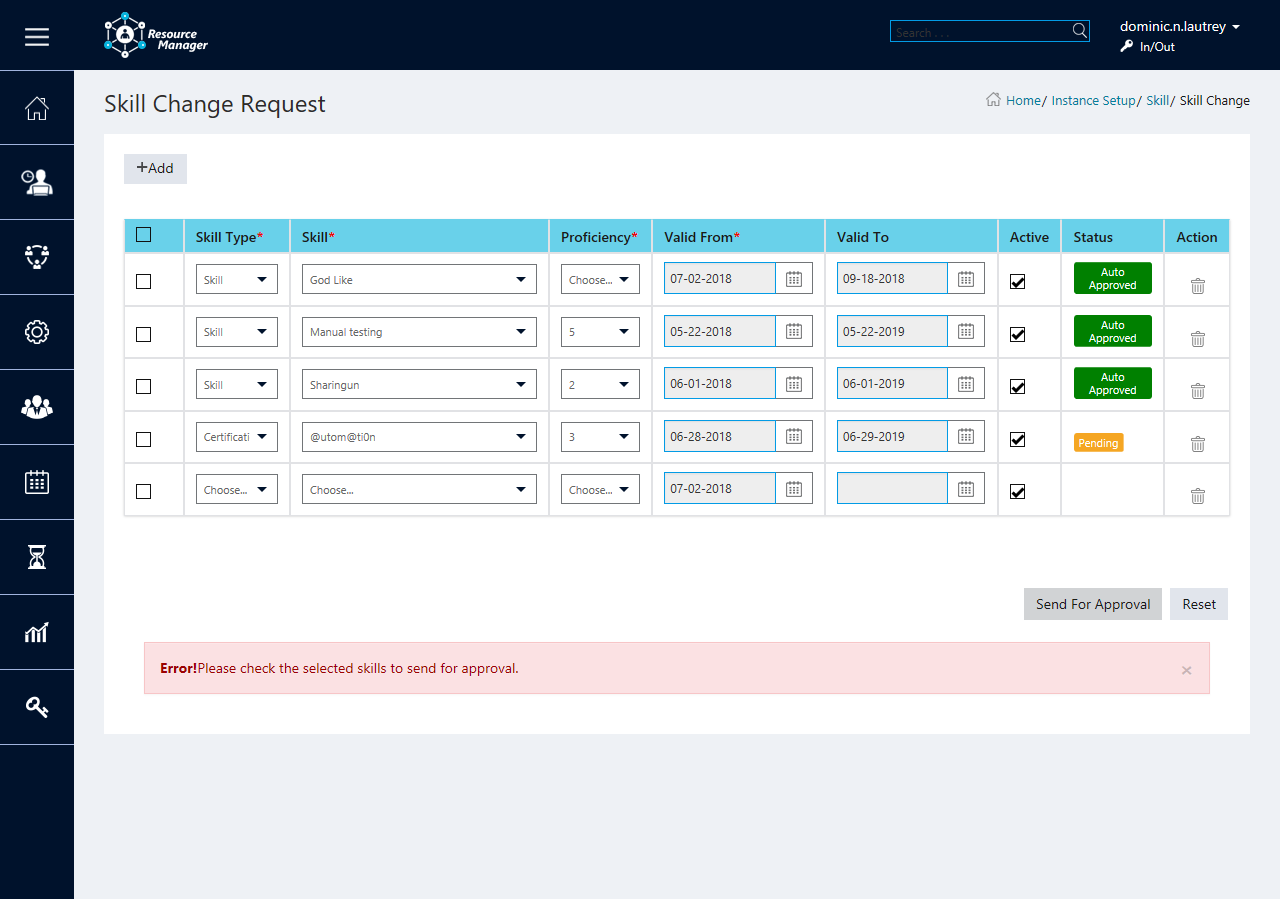 Resource
Manager
Search . . .
dominic.n.lautrey
In/Out
Skill Change Request
Home/ Instance Setup/ Skill/ Skill Change
+Add
Skill Type* Skill* Proficiency* Valid From* Valid To Active Status Action
Skill God Like Choose... 07-02-2018 09-18-2018 Auto Approved
Skill Manual testing 5 05-22-2018 05-22-2019 Auto Approved
Skill Sharingun 2 06-01-2018 06-01-2019 Auto Approved
Certificati @utom@ti0n 3 06-28-2018 06-29-2019 Pending
Choose... Choose... Choose... 07-02-2018
Send For Approval Reset
Error!Please check the selected skills to send for approval. ×